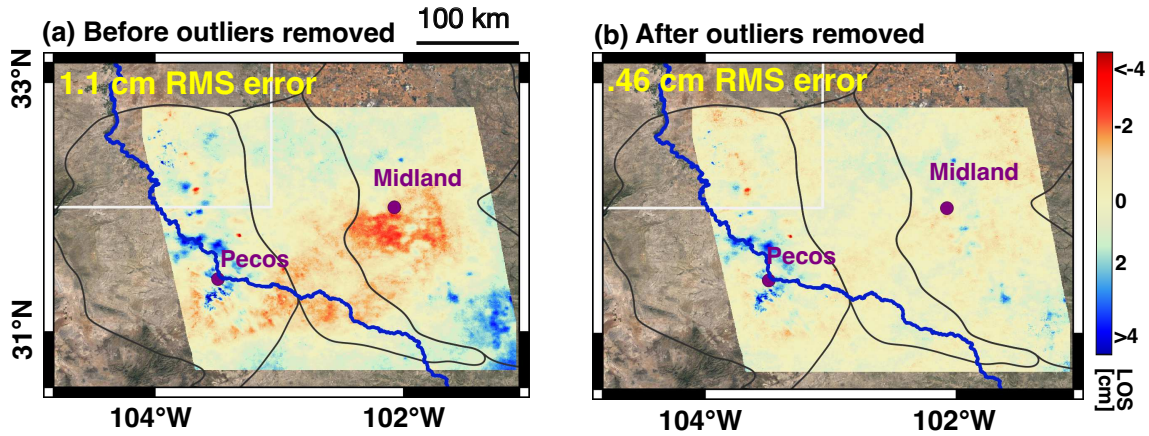 (a) Before outliers removed
100 km
(b) After outliers removed
33°N
31°N
1.1 cm RMS error
Midland
Pecos
104°W
102°W
.46 cm RMS error
Midland
Pecos
104°W
102°W
<-4
-2
0
2
>4
LOS
[cm]